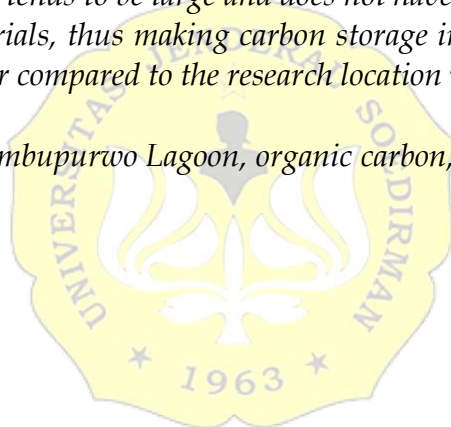 tends to be large and does not have
rials, thus making carbon storage in
r compared to the research location
mbupurwo Lagoon, organic carbon,
UNIVERSITAS JENDERAL SOEDIRMAN
1963